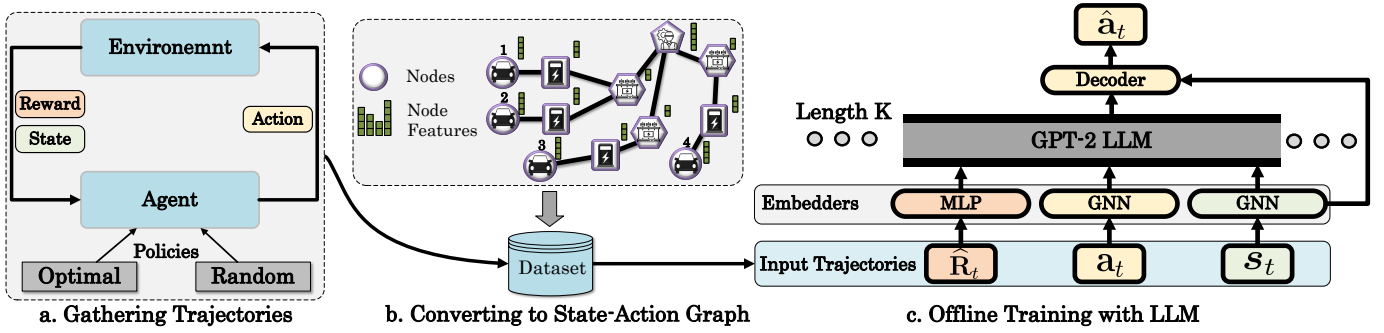 Environemnt
Reward
State
Action
Agent
Policies
Optimal
Random
a. Gathering Trajectories
Nodes
Node
Features
1
2
3
4
Dataset
b. Converting to State-Action Graph
â_t
Decoder
Length K
GPT-2 LLM
Embedders
MLP
GNN
GNN
Input Trajectories
R̂_t
a_t
s_t
c. Offline Training with LLM